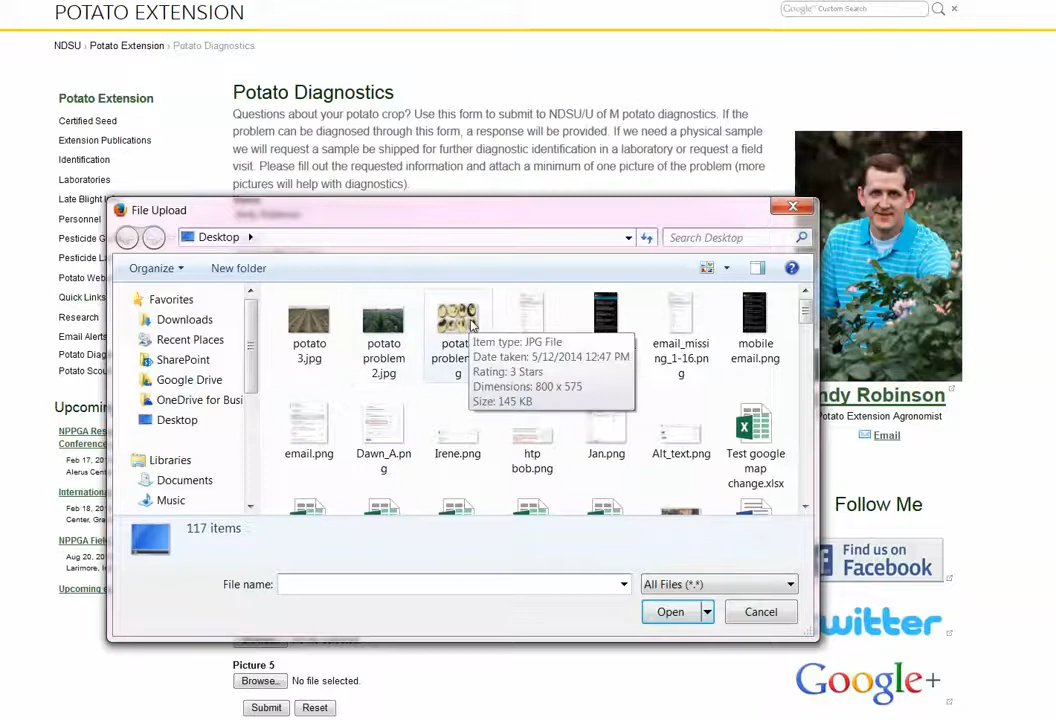 POTATO EXTENSION
Google™ Custom Search
×
NDSU › Potato Extension › Potato Diagnostics
Potato Extension
Certified Seed
Extension Publications
Identification
Laboratories
Late Blight
Personnel
Pesticide
Pesticide
Potato
Quick Links
Research
Email Alerts
Potato
Potato
Upcoming
NPPGA
Conference
Feb 17, 20
Alerus
International
Feb 18, 20
Center,
NPPGA
Aug 20, 20
Larimore,
Upcoming
Potato Diagnostics
Questions about your potato crop? Use this form to submit to NDSU/U of M potato diagnostics. If the
problem can be diagnosed through this form, a response will be provided. If we need a physical sample
we will request a sample be shipped for further diagnostic identification in a laboratory or request a field
visit. Please fill out the requested information and attach a minimum of one picture of the problem (more
pictures will help with diagnostics).
File Upload
Desktop
Search Desktop
Organize
New folder
Favorites
Downloads
Recent Places
SharePoint
Google Drive
OneDrive for Busi
Desktop
Libraries
Documents
Music
potato
3.jpg
potato
problem
2.jpg
potat
problem
g
email_missi
ng_1-16.pn
g
mobile
email.png
Item type: JPG File
Date taken: 5/12/2014 12:47 PM
Rating: 3 Stars
Dimensions: 800 x 575
Size: 145 KB
email.png
Dawn_A.pn
g
Irene.png
htp
bob.png
Jan.png
Alt_text.png
Test google
map
change.xlsx
117 items
File name:
All Files (*.*)
Open
Cancel
Picture 5
Browse.. No file selected.
Submit Reset
ndy Robinson
Potato Extension Agronomist
Email
Follow Me
Find us on
Facebook
twitter
Google+